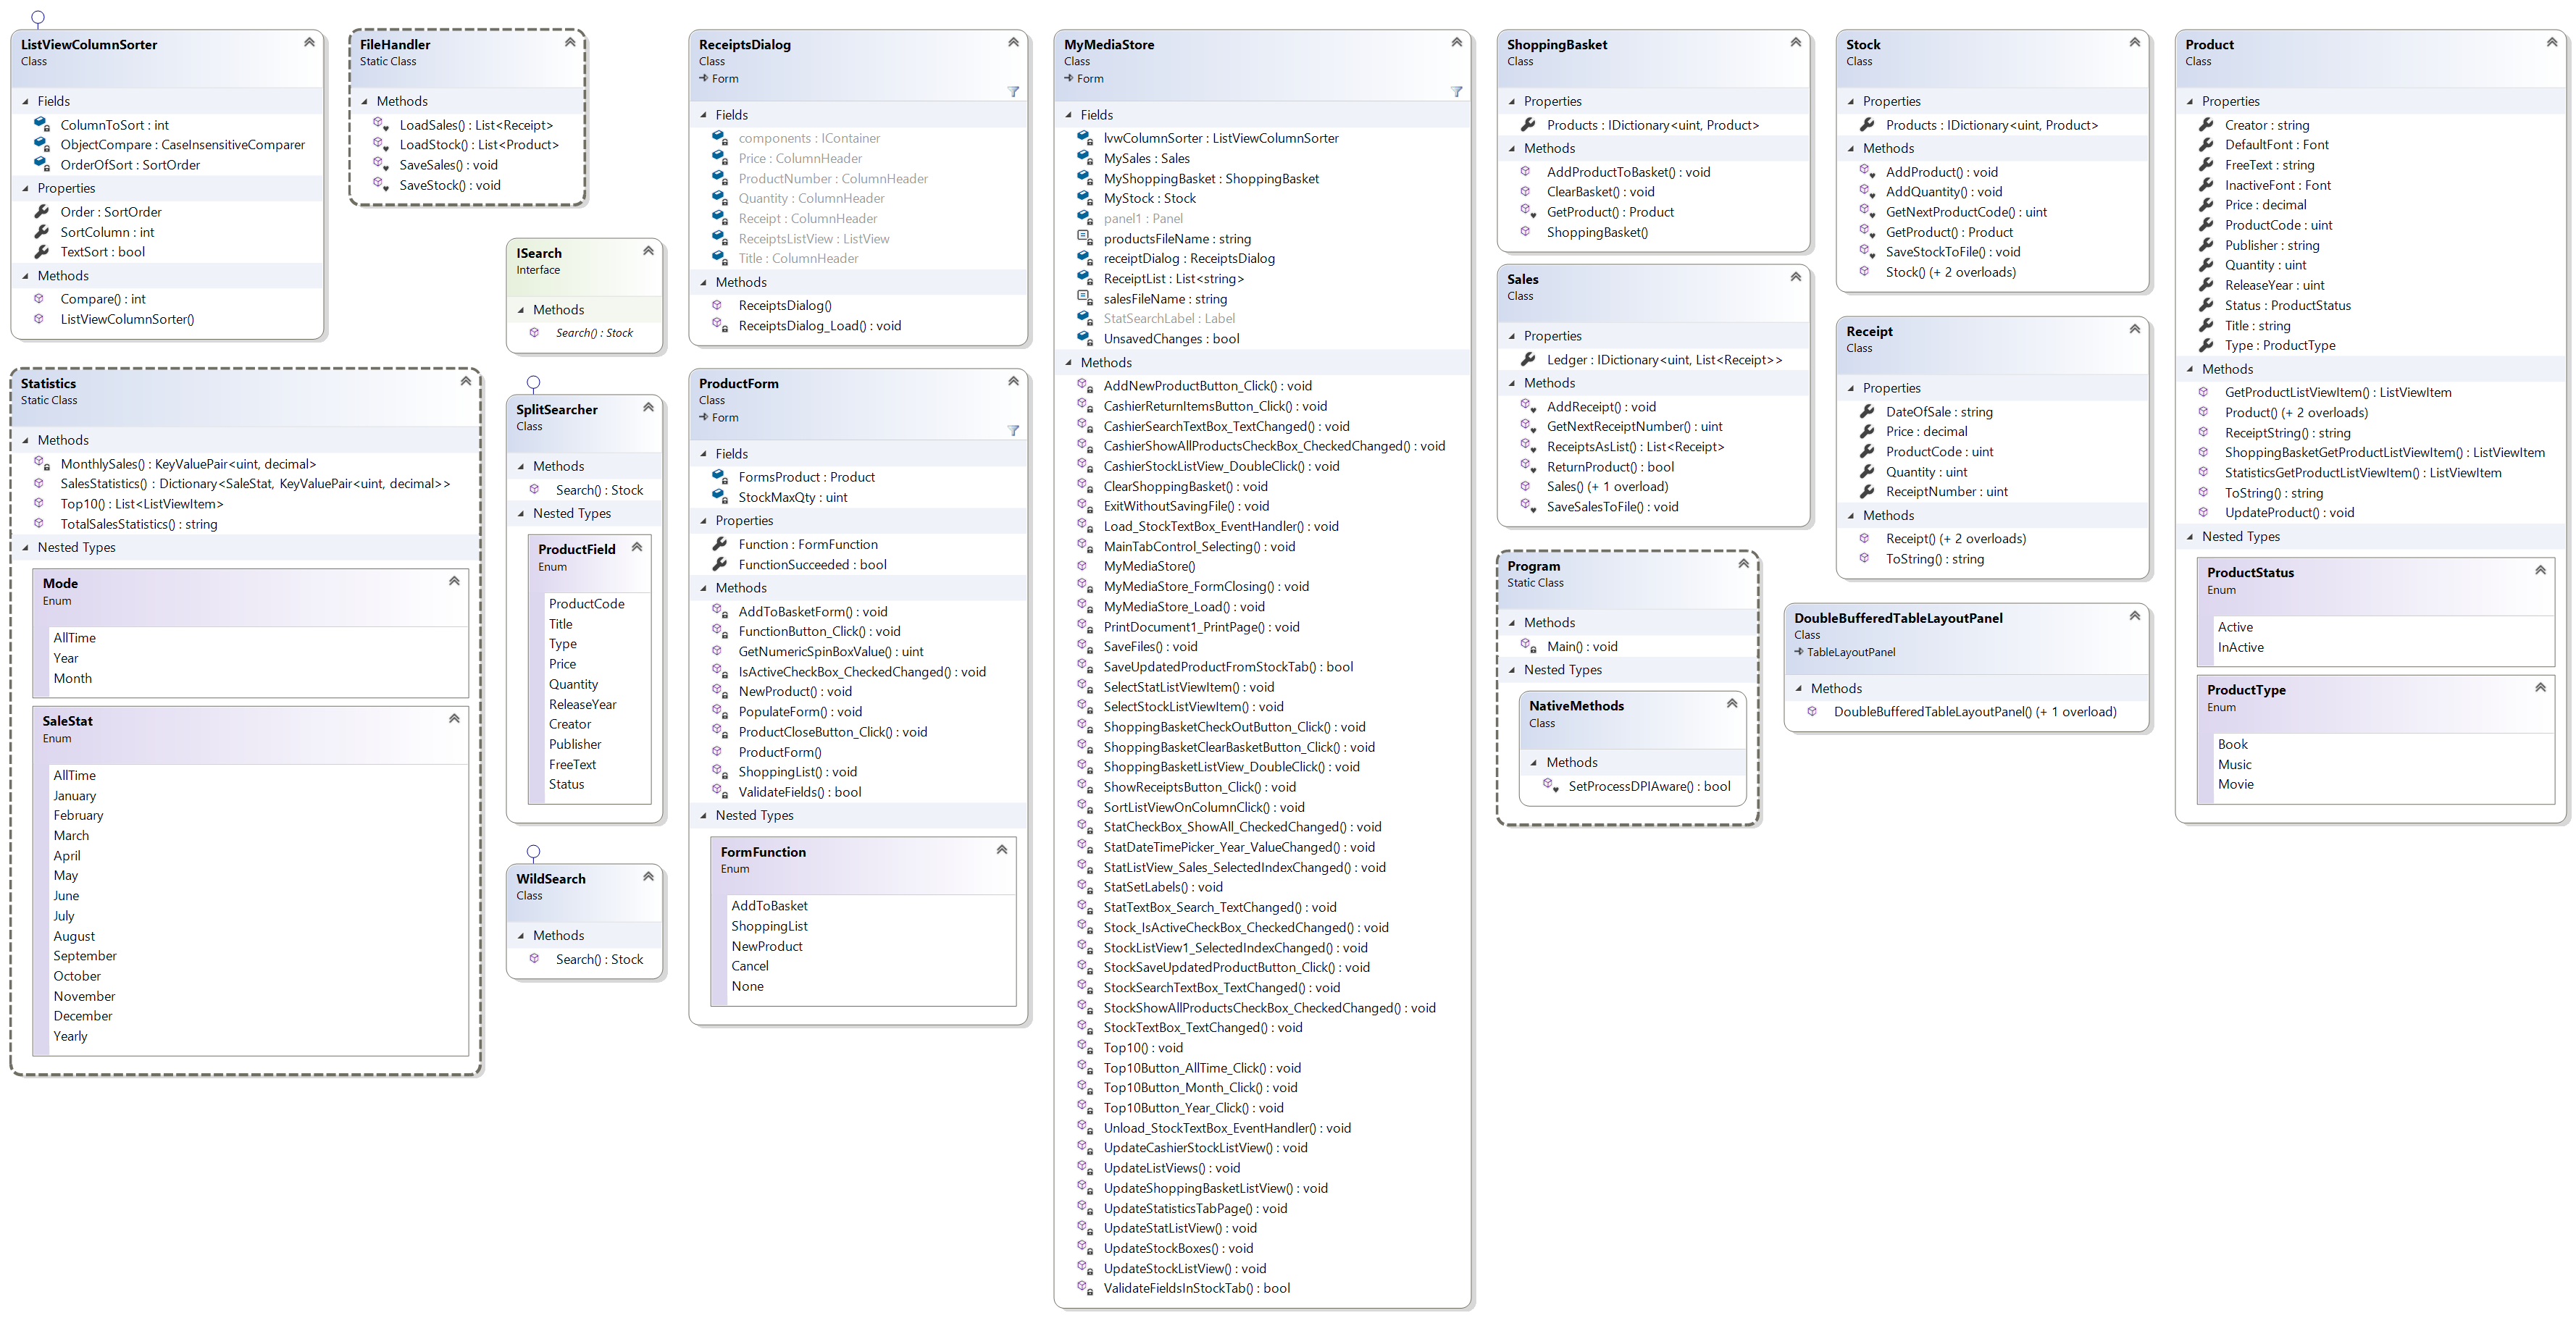 ListViewColumnSorter
Class
Fields
ColumnToSort : int
ObjectCompare : CaseInsensitiveComparer
OrderOfSort : SortOrder
Properties
Order : SortOrder
SortColumn : int
TextSort : bool
Methods
Compare() : int
ListViewColumnSorter()
Statistics
Static Class
Methods
MonthlySales() : KeyValuePair<uint, decimal>
SalesStatistics() : Dictionary<SaleStat, KeyValuePair<uint, decimal>>
Top10() : List<ListViewItem>
TotalSalesStatistics() : string
Nested Types
Mode
Enum
AllTime
Year
Month
SaleStat
Enum
AllTime
January
February
March
April
May
June
July
August
September
October
November
December
Yearly
FileHandler
Static Class
Methods
LoadSales() : List<Receipt>
LoadStock() : List<Product>
SaveSales() : void
SaveStock() : void
ISearch
Interface
Methods
Search() : Stock
SplitSearcher
Class
Methods
Search() : Stock
Nested Types
ProductField
Enum
ProductCode
Title
Type
Price
Quantity
ReleaseYear
Creator
Publisher
FreeText
Status
WildSearch
Class
Methods
Search() : Stock
ReceiptsDialog
Class
Form
Fields
components : IContainer
Price : ColumnHeader
ProductNumber : ColumnHeader
Quantity : ColumnHeader
Receipt : ColumnHeader
ReceiptsListView : ListView
Title : ColumnHeader
Methods
ReceiptsDialog()
ReceiptsDialog_Load() : void
ProductForm
Class
Form
Fields
FormsProduct : Product
StockMaxQty : uint
Properties
Function : FormFunction
FunctionSucceeded : bool
Methods
AddToBasketForm() : void
FunctionButton_Click() : void
GetNumericSpinBoxValue() : uint
IsActiveCheckBox_CheckedChanged() : void
NewProduct() : void
PopulateForm() : void
ProductCloseButton_Click() : void
ProductForm()
ShoppingList() : void
ValidateFields() : bool
Nested Types
FormFunction
Enum
AddToBasket
ShoppingList
NewProduct
Cancel
None
MyMediaStore
Class
Form
Fields
lvwColumnSorter : ListViewColumnSorter
MySales : Sales
MyShoppingBasket : ShoppingBasket
MyStock : Stock
panel1 : Panel
productsFileName : string
receiptDialog : ReceiptsDialog
ReceiptList : List<string>
salesFileName : string
StatSearchLabel : Label
UnsavedChanges : bool
Methods
AddNewProductButton_Click() : void
CashierReturnItemsButton_Click() : void
CashierSearchTextBox_TextChanged() : void
CashierShowAllProductsCheckBox_CheckedChanged() : void
CashierStockListView_DoubleClick() : void
ClearShoppingBasket() : void
ExitWithoutSavingFile() : void
Load_StockTextBox_EventHandler() : void
MainTabControl_Selecting() : void
MyMediaStore()
MyMediaStore_FormClosing() : void
MyMediaStore_Load() : void
PrintDocument1_PrintPage() : void
SaveFiles() : void
SaveUpdatedProductFromStockTab() : bool
SelectStatListViewItem() : void
SelectStockListViewItem() : void
ShoppingBasketCheckOutButton_Click() : void
ShoppingBasketClearBasketButton_Click() : void
ShoppingBasketListView_DoubleClick() : void
ShowReceiptsButton_Click() : void
SortListViewOnColumnClick() : void
StatCheckBox_ShowAll_CheckedChanged() : void
StatDateTimePicker_Year_ValueChanged() : void
StatListView_Sales_SelectedIndexChanged() : void
StatSetLabels() : void
StatTextBox_Search_TextChanged() : void
Stock_IsActiveCheckBox_CheckedChanged() : void
StockListView1_SelectedIndexChanged() : void
StockSaveUpdatedProductButton_Click() : void
StockSearchTextBox_TextChanged() : void
StockShowAllProductsCheckBox_CheckedChanged() : void
StockTextBox_TextChanged() : void
Top10() : void
Top10Button_AllTime_Click() : void
Top10Button_Month_Click() : void
Top10Button_Year_Click() : void
Unload_StockTextBox_EventHandler() : void
UpdateCashierStockListView() : void
UpdateListViews() : void
UpdateShoppingBasketListView() : void
UpdateStatisticsTabPage() : void
UpdateStatListView() : void
UpdateStockBoxes() : void
UpdateStockListView() : void
ValidateFieldsInStockTab() : bool
ShoppingBasket
Class
Properties
Products : IDictionary<uint, Product>
Methods
AddProductToBasket() : void
ClearBasket() : void
GetProduct() : Product
ShoppingBasket()
Sales
Class
Properties
Ledger : IDictionary<uint, List<Receipt>>
Methods
AddReceipt() : void
GetNextReceiptNumber() : uint
ReceiptsAsList() : List<Receipt>
ReturnProduct() : bool
Sales() (+ 1 overload)
SaveSalesToFile() : void
Program
Static Class
Methods
Main() : void
Nested Types
NativeMethods
Class
Methods
SetProcessDPIAware() : bool
Stock
Class
Properties
Products : IDictionary<uint, Product>
Methods
AddProduct() : void
AddQuantity() : void
GetNextProductCode() : uint
GetProduct() : Product
SaveStockToFile() : void
Stock() (+ 2 overloads)
Receipt
Class
Properties
DateOfSale : string
Price : decimal
ProductCode : uint
Quantity : uint
ReceiptNumber : uint
Methods
Receipt() (+ 2 overloads)
ToString() : string
DoubleBufferedTableLayoutPanel
Class
TableLayoutPanel
Methods
DoubleBufferedTableLayoutPanel() (+ 1 overload)
Product
Class
Properties
Creator : string
DefaultFont : Font
FreeText : string
InactiveFont : Font
Price : decimal
ProductCode : uint
Publisher : string
Quantity : uint
ReleaseYear : uint
Status : ProductStatus
Title : string
Type : ProductType
Methods
GetProductListViewItem() : ListViewItem
Product() (+ 2 overloads)
ReceiptString() : string
ShoppingBasketGetProductListViewItem() : ListViewItem
StatisticsGetProductListViewItem() : ListViewItem
ToString() : string
UpdateProduct() : void
Nested Types
ProductStatus
Enum
Active
InActive
ProductType
Enum
Book
Music
Movie